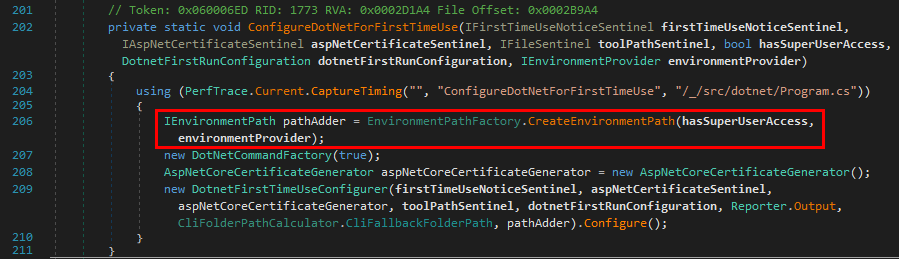 201 // Token: 0x060006ED RID: 1773 RVA: 0x0002D1A4 File Offset: 0x0002B9A4
202 private static void ConfigureDotNetForFirstTimeUse(IFirstTimeUseNoticeSentinel firstTimeUseNoticeSentinel,
IAspNetCertificateSentinel aspNetCertificateSentinel, IFileSentinel toolPathSentinel, bool hasSuperUserAccess,
DotnetFirstRunConfiguration dotnetFirstRunConfiguration, IEnvironmentProvider environmentProvider)
203 {
204 using (PerfTrace.Current.CaptureTiming("", "ConfigureDotNetForFirstTimeUse", "/_/src/dotnet/Program.cs"))
205 {
206 IEnvironmentPath pathAdder = EnvironmentPathFactory.CreateEnvironmentPath(hasSuperUserAccess,
environmentProvider);
207 new DotNetCommandFactory(true);
208 AspNetCoreCertificateGenerator aspNetCoreCertificateGenerator = new AspNetCoreCertificateGenerator();
209 new DotnetFirstTimeUseConfigurer(firstTimeUseNoticeSentinel, aspNetCertificateSentinel,
aspNetCoreCertificateGenerator, toolPathSentinel, dotnetFirstRunConfiguration, Reporter.Output,
CliFolderPathCalculator.CliFallbackFolderPath, pathAdder).Configure();
210 }
211 }